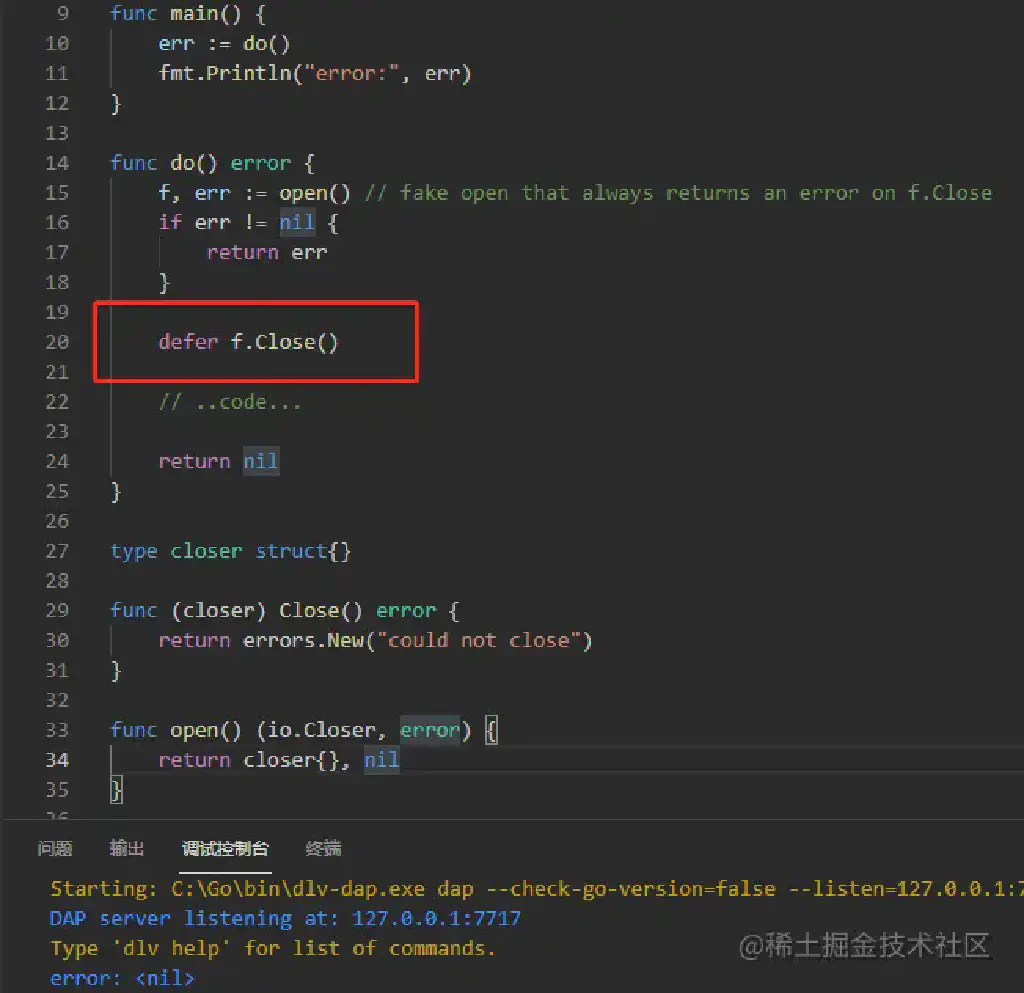 9 func main() {
10 err := do()
11 fmt.Println("error:", err)
12 }
13
14 func do() error {
15 f, err := open() // fake open that always returns an error on f.Close
16 if err != nil {
17 return err
18 }
19
20 defer f.Close()
21
22 // ..code...
23
24 return nil
25 }
26
27 type closer struct{}
28
29 func (closer) Close() error {
30 return errors.New("could not close")
31 }
32
33 func open() (io.Closer, error) {
34 return closer{}, nil
35 }
问题 输出 调试控制台 终端
Starting: C:\Go\bin\dlv-dap.exe dap --check-go-version=false --listen=127.0.0.1:7
DAP server listening at: 127.0.0.1:7717
Type 'dlv help' for list of commands.
error: <nil>
@稀土掘金技术社区